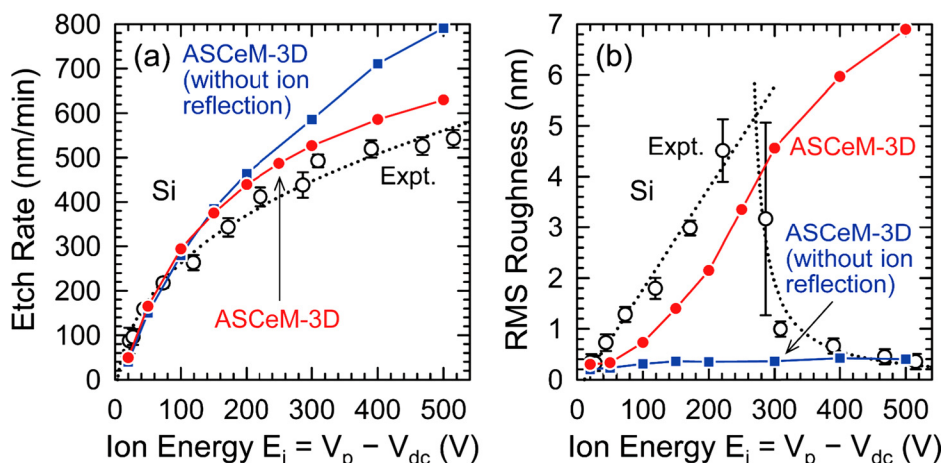 (a)
ASCeM-3D
(without ion
reflection)
Si
Expt.
ASCeM-3D
Etch Rate (nm/min)
800
700
600
500
400
300
200
100
0
0 100 200 300 400 500
Ion Energy Eᵢ = Vₚ − V_dc (V)
(b)
Expt.
Si
ASCeM-3D
ASCeM-3D
(without ion
reflection)
RMS Roughness (nm)
7
6
5
4
3
2
1
0
0 100 200 300 400 500
Ion Energy Eᵢ = Vₚ − V_dc (V)